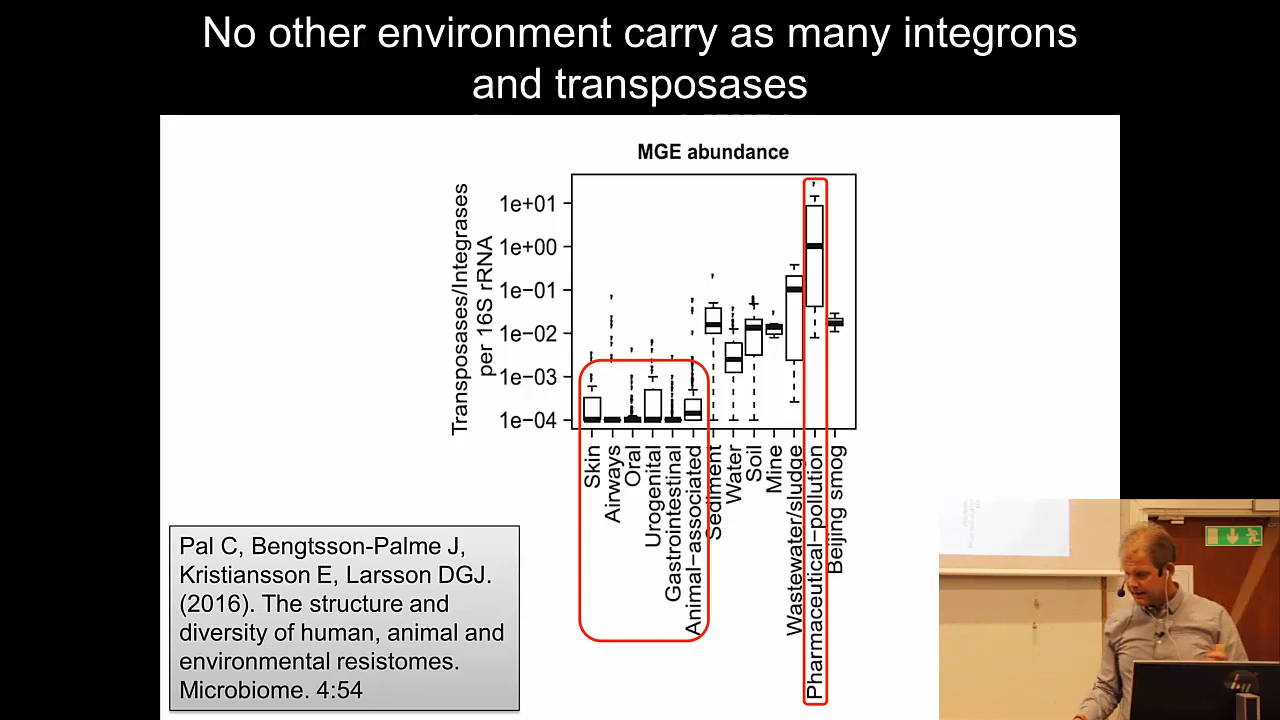 No other environment carry as many integrons
and transposases
MGE abundance
Transposases/Integrases
per 16S rRNA
1e+01
1e+00
1e−01
1e−02
1e−03
1e−04
Skin
Airways
Oral
Urogenital
Gastrointestinal
Animal−associated
Sediment
Water
Soil
Mine
Wastewater/sludge
Pharmaceutical−pollution
Beijing smog
Pal C, Bengtsson-Palme J,
Kristiansson E, Larsson DGJ.
(2016). The structure and
diversity of human, animal and
environmental resistomes.
Microbiome. 4:54
hp